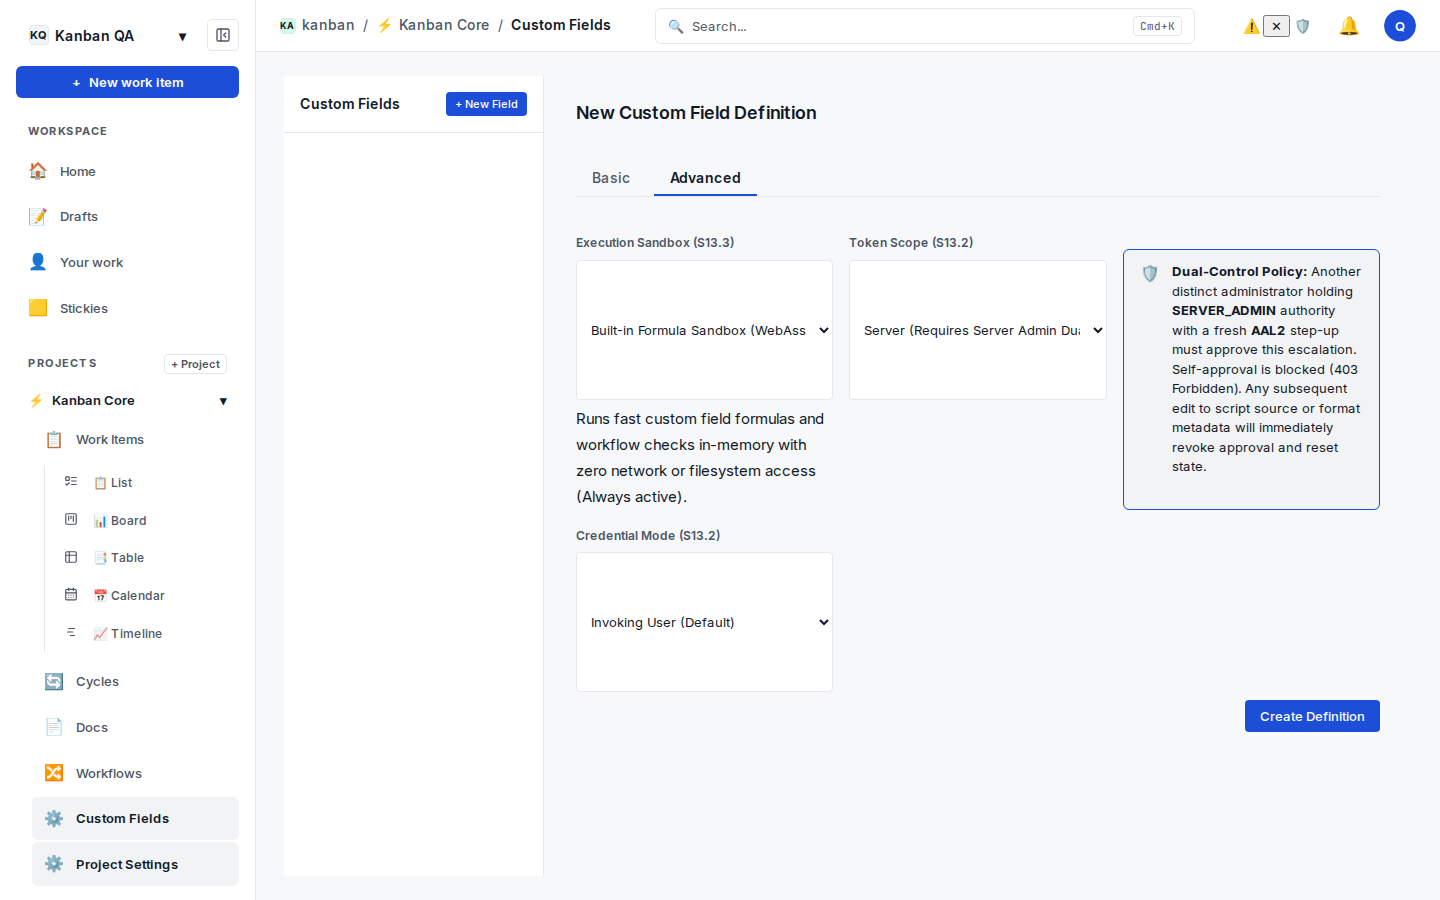 KQ Kanban QA ▾
+ New work item
WORKSPACE
Home
Drafts
Your work
Stickies
PROJECTS
+ Project
Kanban Core ▾
Work Items
List
Board
Table
Calendar
Timeline
Cycles
Docs
Workflows
Custom Fields
Project Settings
KA kanban / ⚡ Kanban Core / Custom Fields
Search...
Cmd+K
✕
Q
Custom Fields
+ New Field
New Custom Field Definition
Basic
Advanced
Execution Sandbox (S13.3)
Built-in Formula Sandbox (WebAss
Runs fast custom field formulas and
workflow checks in-memory with
zero network or filesystem access
(Always active).
Token Scope (S13.2)
Server (Requires Server Admin Dua
Dual-Control Policy: Another
distinct administrator holding
SERVER_ADMIN authority
with a fresh AAL2 step-up
must approve this escalation.
Self-approval is blocked (403
Forbidden). Any subsequent
edit to script source or format
metadata will immediately
revoke approval and reset
state.
Credential Mode (S13.2)
Invoking User (Default)
Create Definition